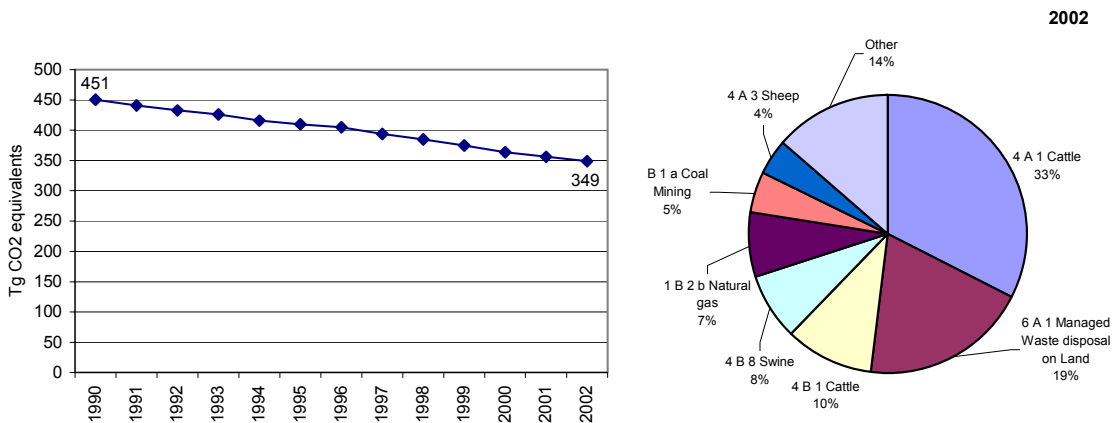 2002
500
450
400
350
300
250
200
150
100
50
0
Tg CO2 equivalents
451
349
1990
1991
1992
1993
1994
1995
1996
1997
1998
1999
2000
2001
2002
Other
14%
4 A 3 Sheep
4%
B 1 a Coal
Mining
5%
1 B 2 b Natural
gas
7%
4 B 8 Swine
8%
4 B 1 Cattle
10%
4 A 1 Cattle
33%
6 A 1 Managed
Waste disposal
on Land
19%